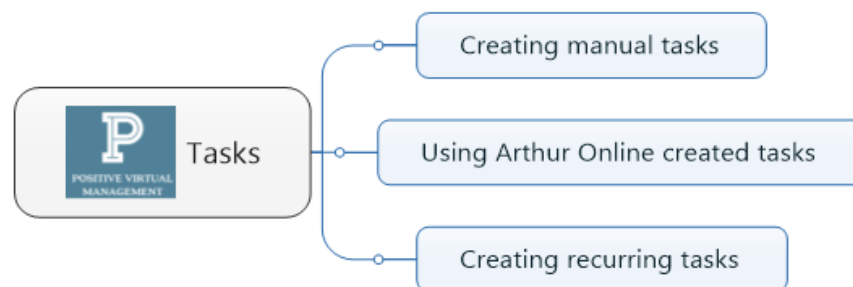 Creating manual tasks
P
Tasks
POSITIVE VIRTUAL
MANAGEMENT
Using Arthur Online created tasks
Creating recurring tasks